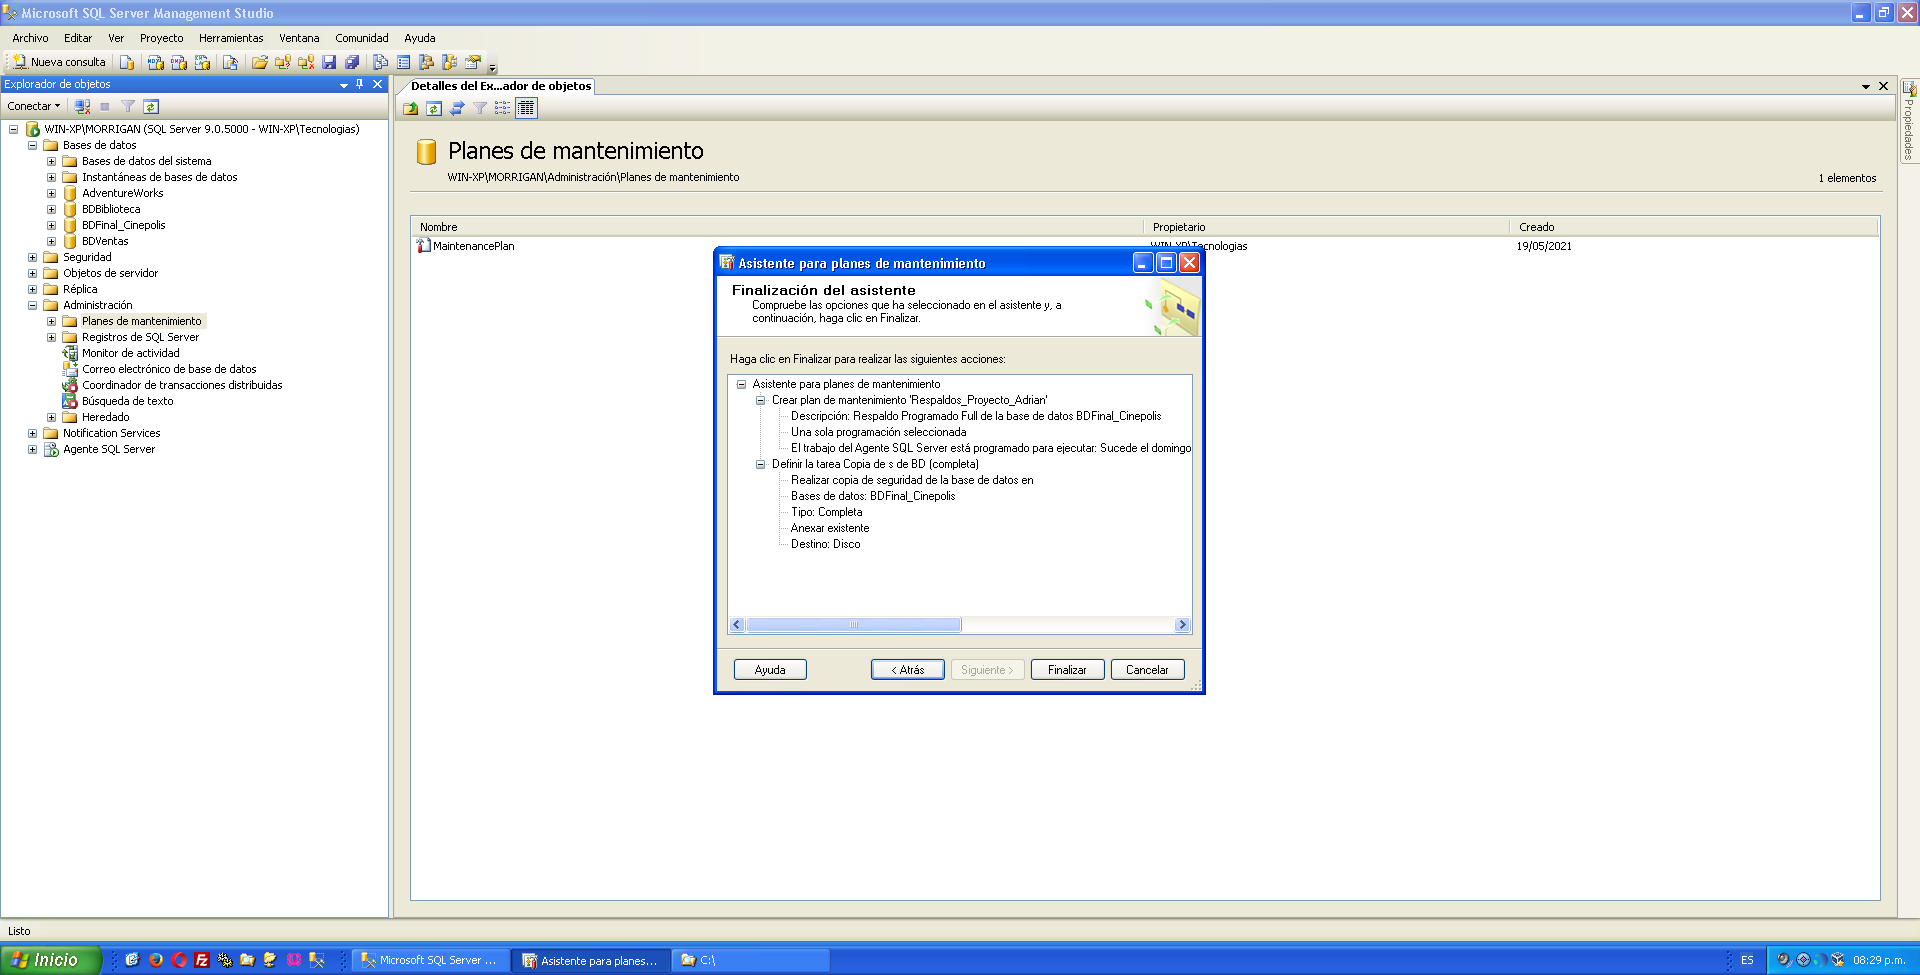 Microsoft SQL Server Management Studio
Archivo Editar Ver Proyecto Herramientas Ventana Comunidad Ayuda
Nueva consulta
Explorador de objetos
Conectar
WIN-XP\MORRIGAN (SQL Server 9.0.5000 - WIN-XP\Tecnologias)
Bases de datos
Bases de datos del sistema
Instantáneas de bases de datos
AdventureWorks
BDBiblioteca
BDFinal_Cinepolis
BDVentas
Seguridad
Objetos de servidor
Réplica
Administración
Planes de mantenimiento
Registros de SQL Server
Monitor de actividad
Correo electrónico de base de datos
Coordinador de transacciones distribuidas
Búsqueda de texto
Heredado
Notification Services
Agente SQL Server
Detalles del Ex...ador de objetos
Planes de mantenimiento
WIN-XP\MORRIGAN\Administración\Planes de mantenimiento
1 elementos
Nombre Propietario Creado
MaintenancePlan WIN-XP\Tecnologias 19/05/2021
Propiedades
Asistente para planes de mantenimiento
Finalización del asistente
Compruebe las opciones que ha seleccionado en el asistente y, a
continuación, haga clic en Finalizar.
Haga clic en Finalizar para realizar las siguientes acciones:
Asistente para planes de mantenimiento
Crear plan de mantenimiento 'Respaldos_Proyecto_Adrian'
Descripción: Respaldo Programado Full de la base de datos BDFinal_Cinepolis
Una sola programación seleccionada
El trabajo del Agente SQL Server está programado para ejecutar: Sucede el domingo
Definir la tarea Copia de s de BD (completa)
Realizar copia de seguridad de la base de datos en
Bases de datos: BDFinal_Cinepolis
Tipo: Completa
Anexar existente
Destino: Disco
Ayuda < Atrás Siguiente > Finalizar Cancelar
Listo
Inicio Microsoft SQL Server ... Asistente para planes... C:\ ES 08:29 p.m.